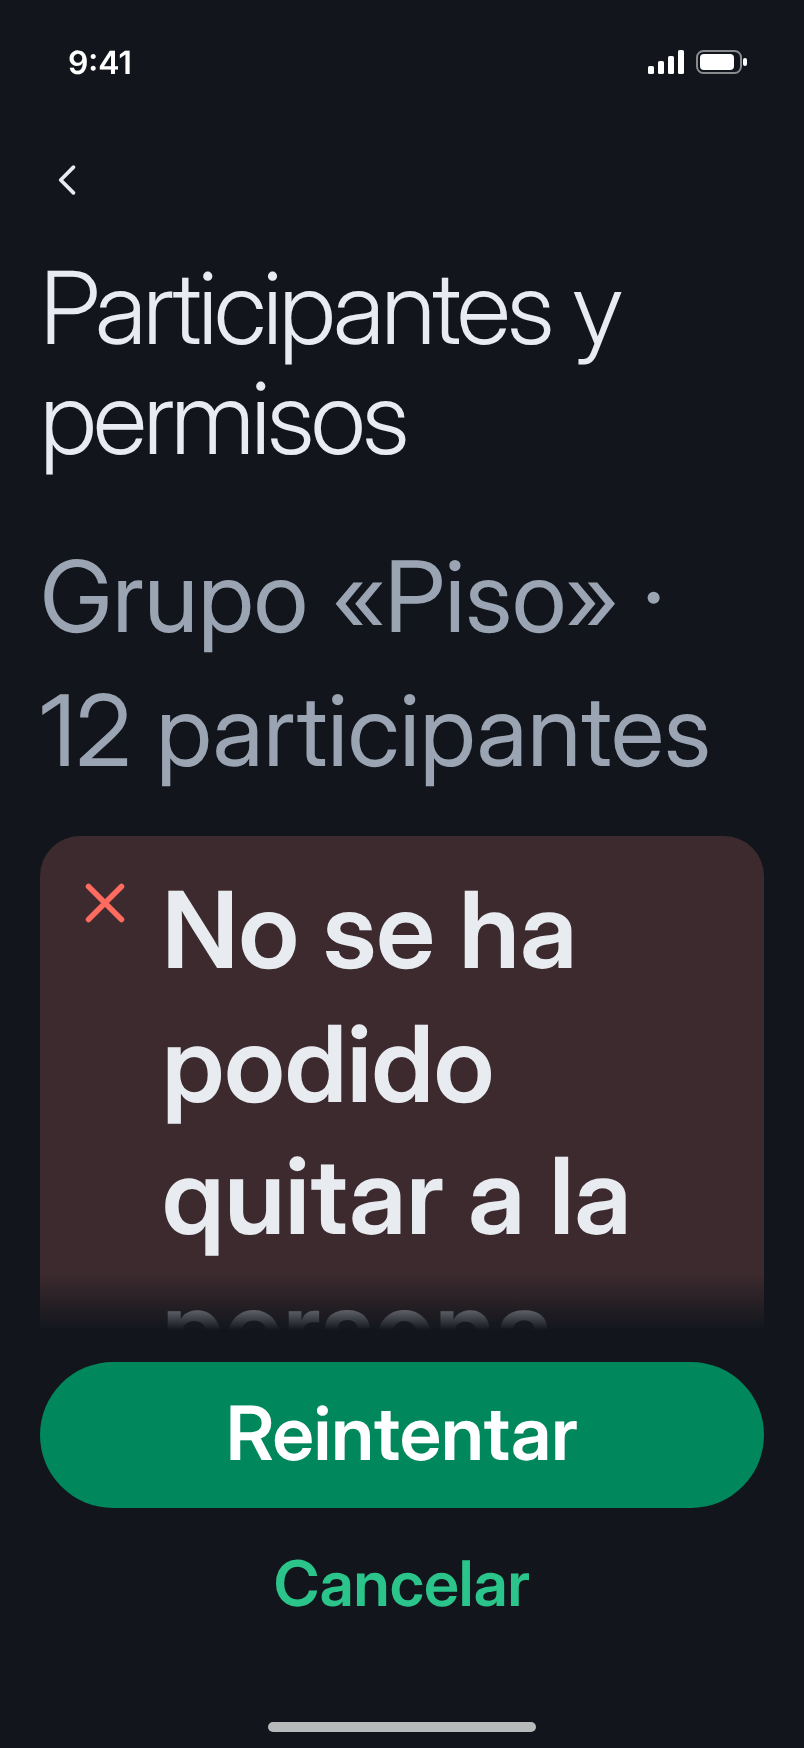 9:41
Participantes y
permisos
Grupo «Piso» ·
12 participantes
No se ha
podido
quitar a la
Reintentar
Cancelar